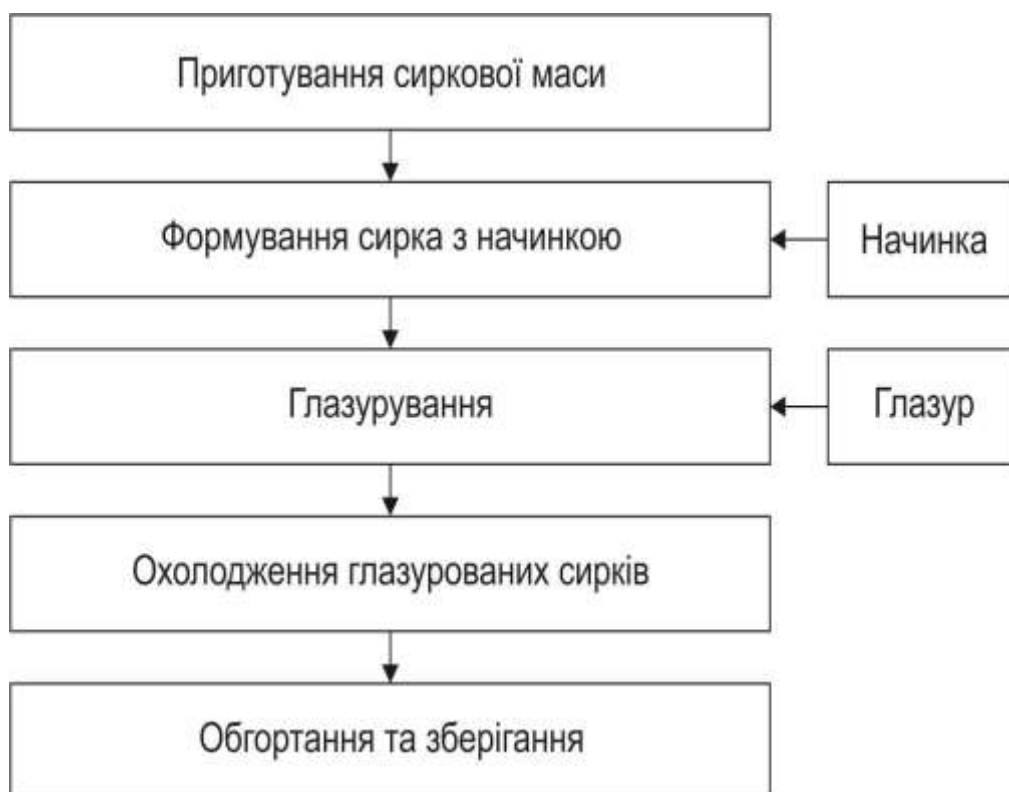 Приготування сиркової маси
Формування сирка з начинкою
Начинка
Глазурування
Глазур
Охолодження глазурованих сирків
Обгортання та зберігання